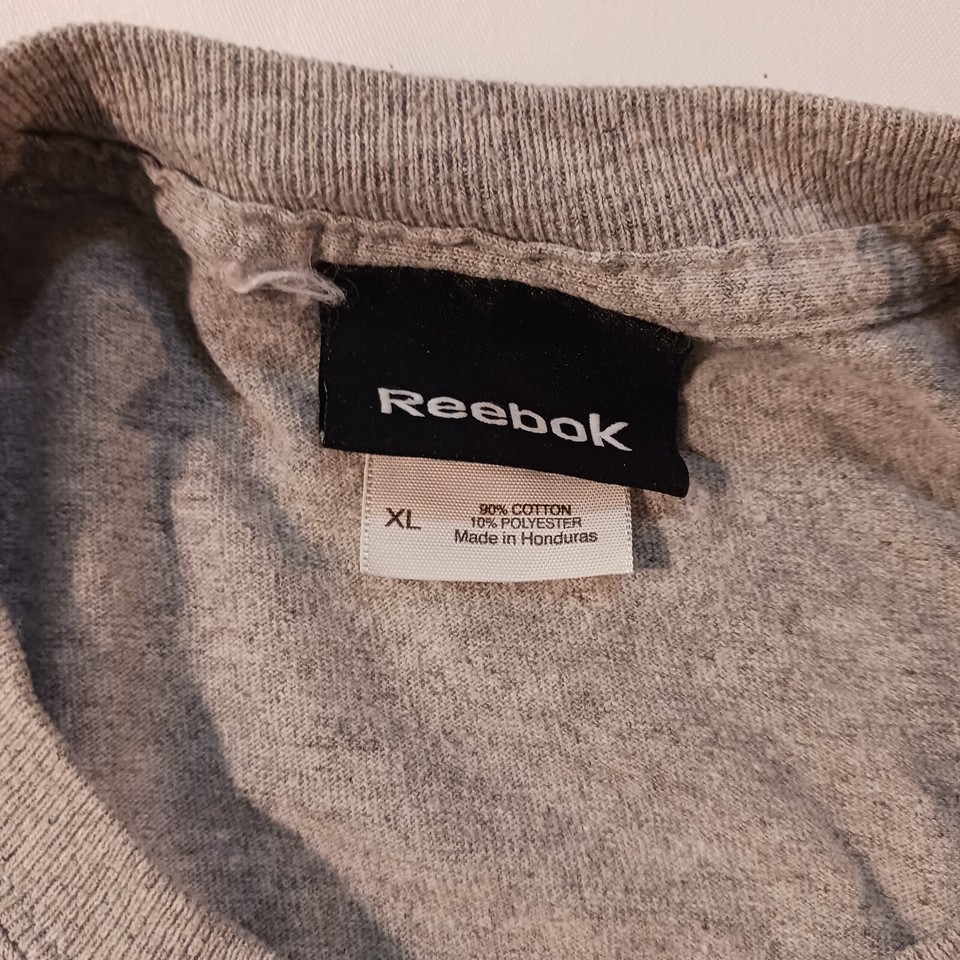 Reebok
XL
90% COTTON
10% POLYESTER
Made in Honduras